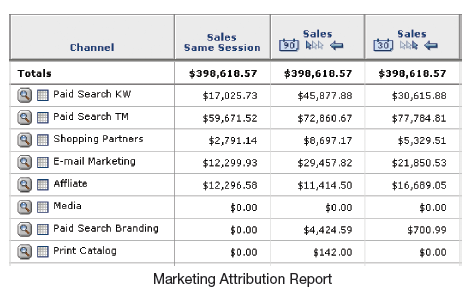 Channel Sales Same Session 90 Sales 30 Sales
Totals $398,618.57 $398,618.57 $398,618.57
Paid Search KW $17,025.73 $45,877.88 $30,615.88
Paid Search TM $59,671.52 $72,860.67 $77,784.81
Shopping Partners $2,791.14 $8,697.17 $5,329.51
E-mail Marketing $12,299.93 $29,457.82 $21,850.53
Affliate $12,296.58 $11,414.50 $16,689.05
Media $0.00 $0.00 $0.00
Paid Search Branding $0.00 $4,424.59 $700.99
Print Catalog $0.00 $142.00 $0.00
Marketing Attribution Report